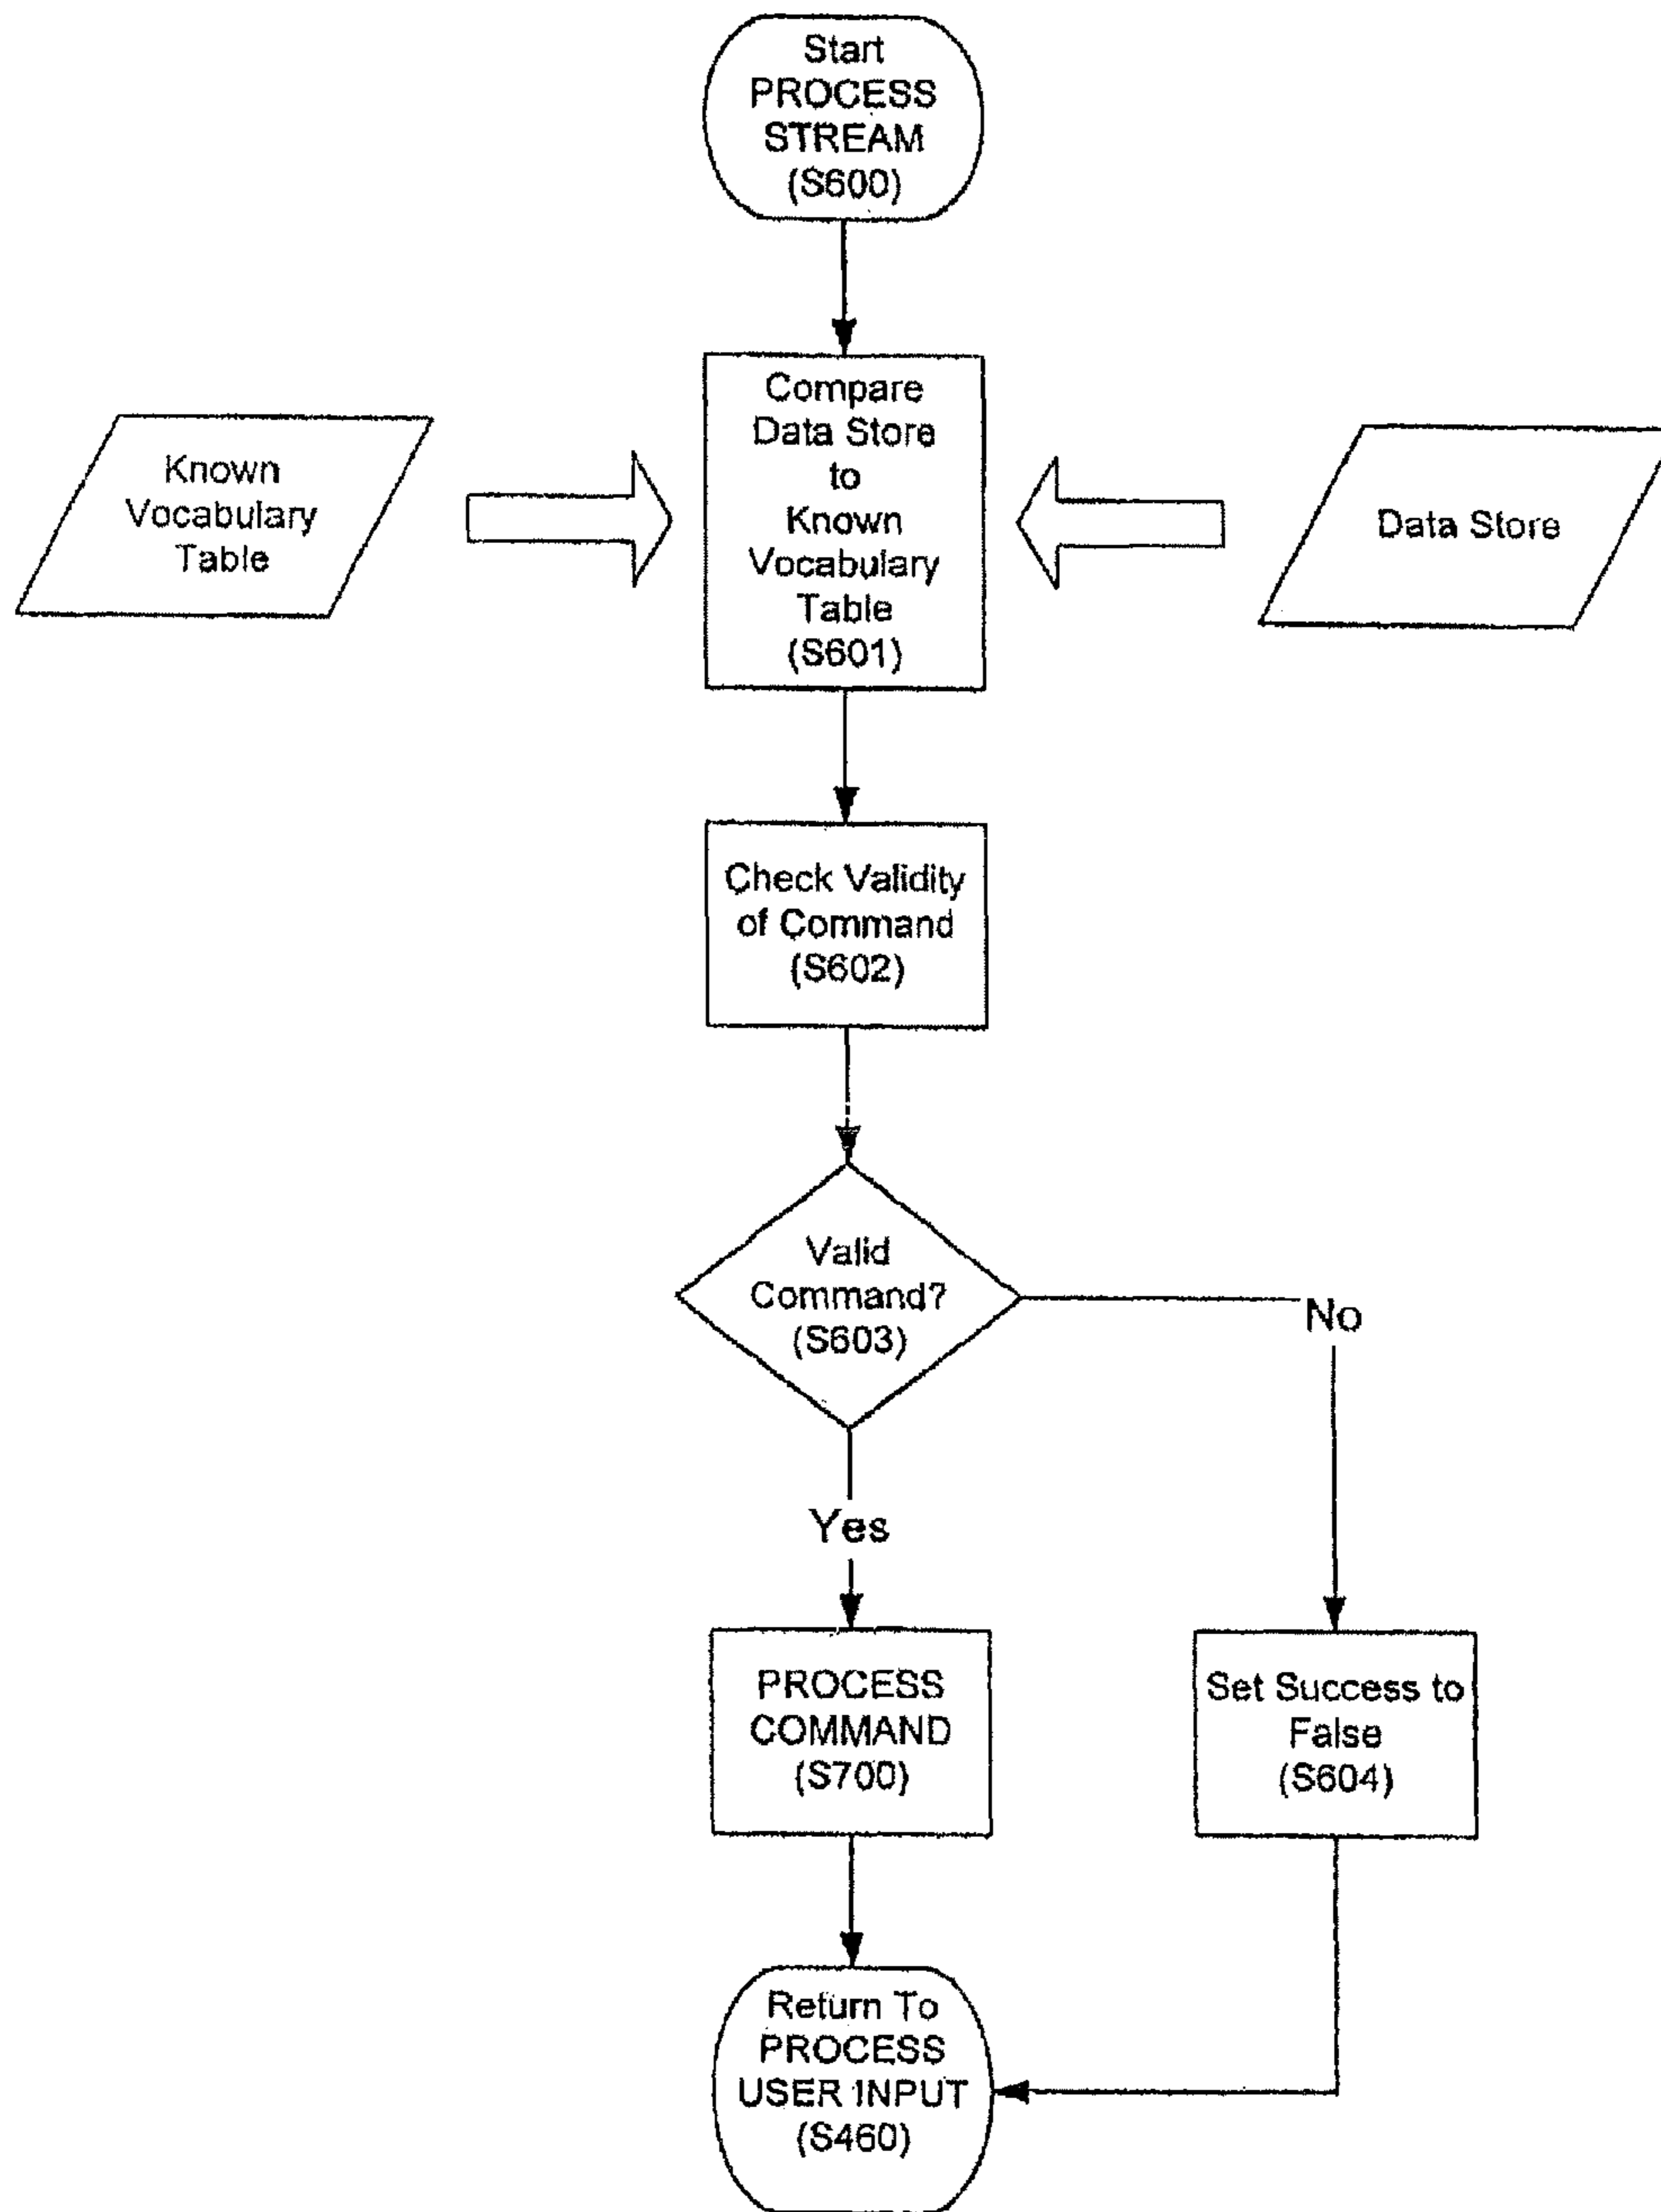 Start
PROCESS
STREAM
(S600)
Compare
Data Store
to
Known
Vocabulary
Table
(S601)
Known
Vocabulary
Table
Data Store
Check Validity
of Command
(S602)
Valid
Command?
(S603)
No
Yes
PROCESS
COMMAND
(S700)
Set Success to
False
(S604)
Return To
PROCESS
USER INPUT
(S460)